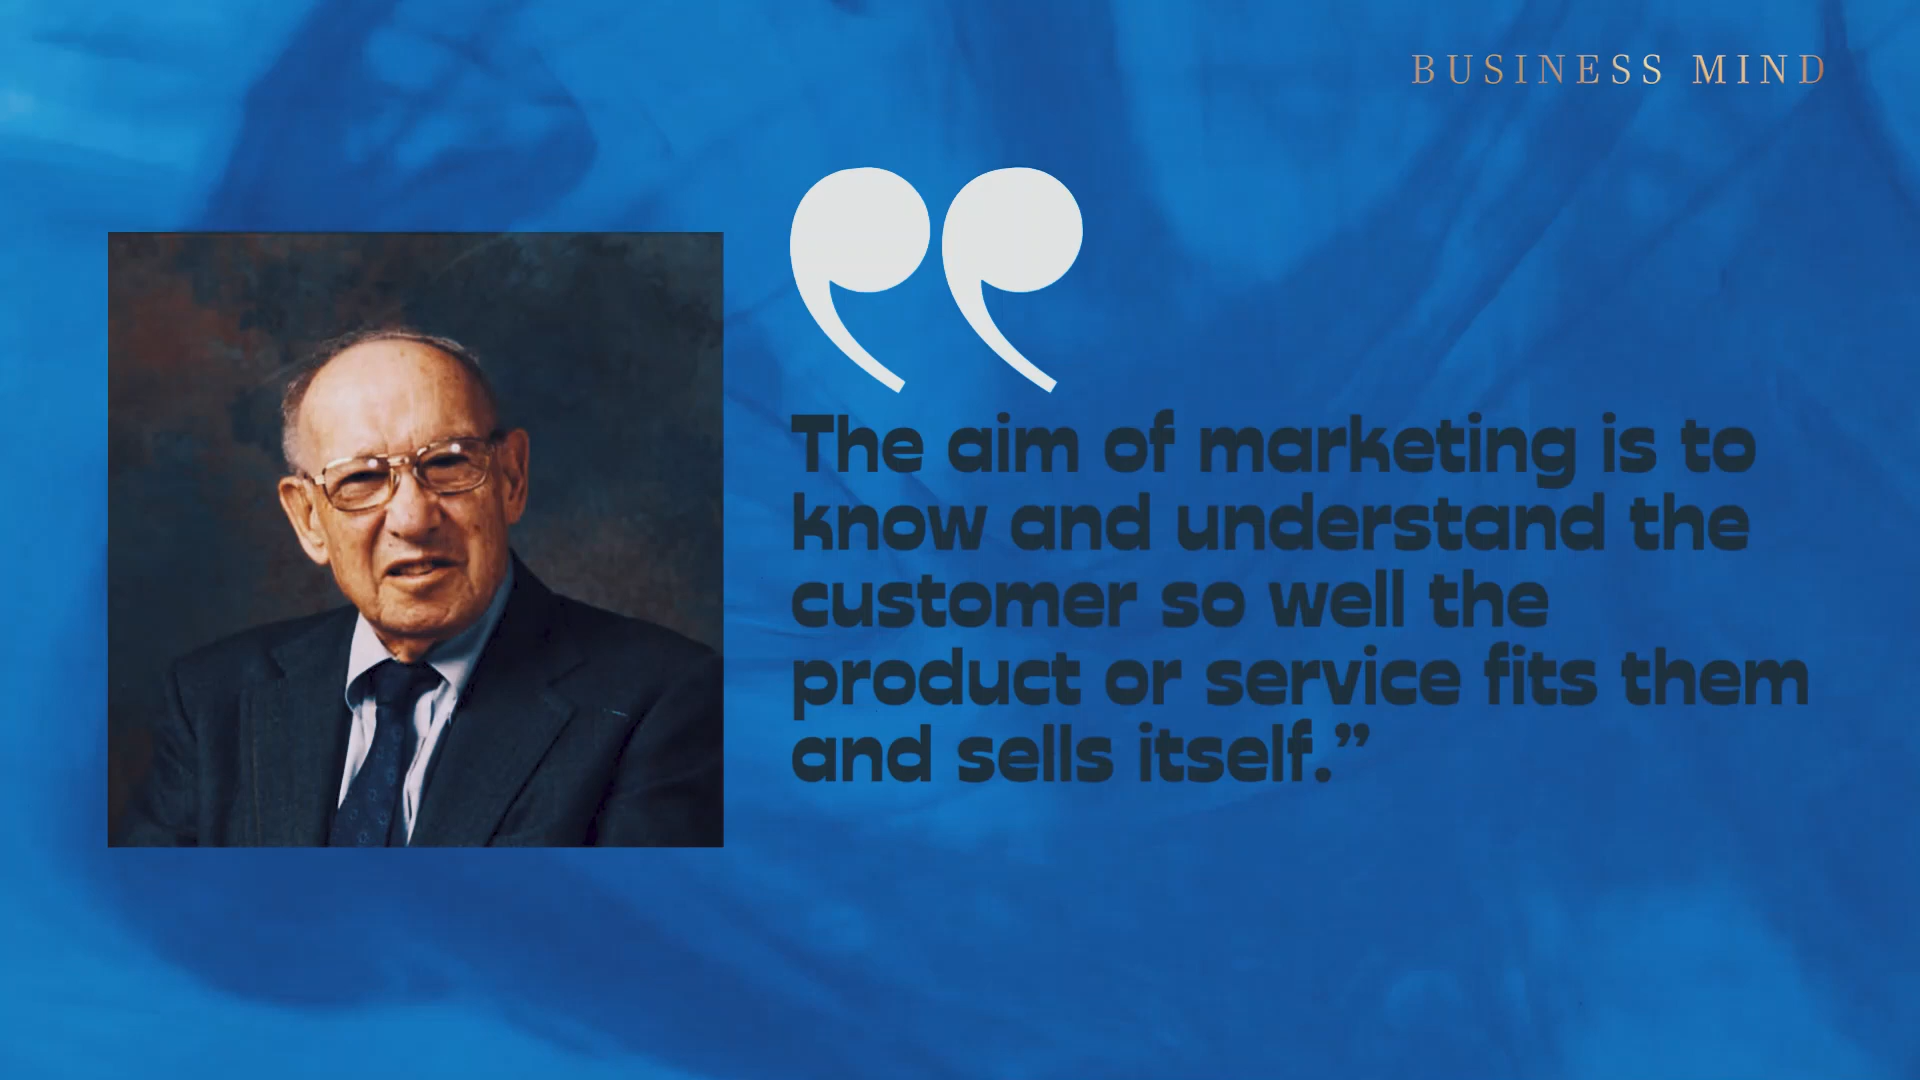 BUSINESS MIND
The aim of marketing is to
know and understand the
customer so well the
product or service fits them
and sells itself.”